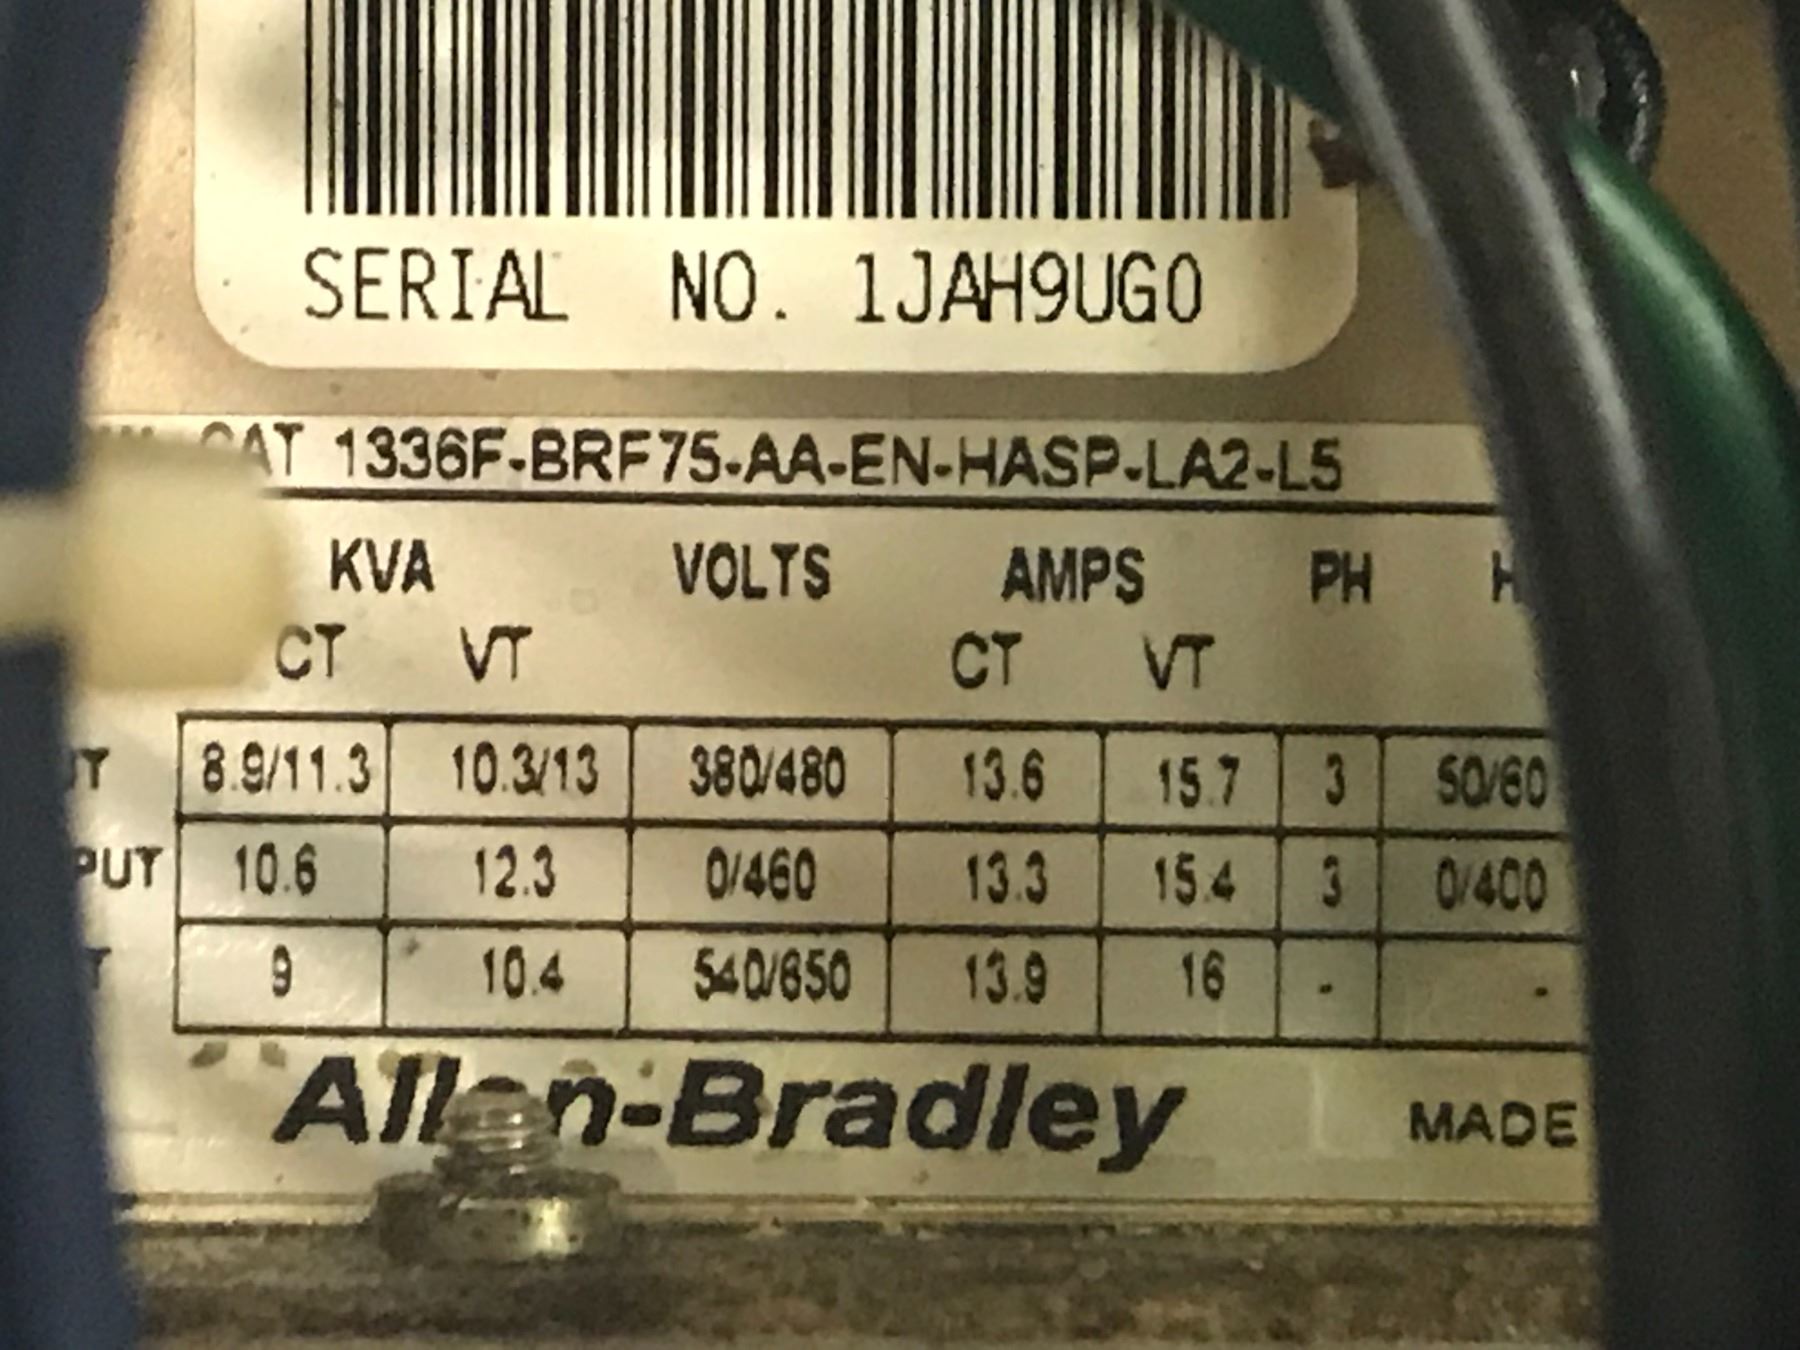 SERIAL NO. 1JAH9UG0
CAT 1336F-BRF75-AA-EN-HASP-LA2-L5
KVA VOLTS AMPS PH
CT VT CT VT
8.9/11.3 10.3/13 380/480 13.6 15.7 3 50/60
PUT 10.6 12.3 0/460 13.3 15.4 3 0/400
T 9 10.4 540/650 13.9 16 - -
Allen-Bradley
MADE